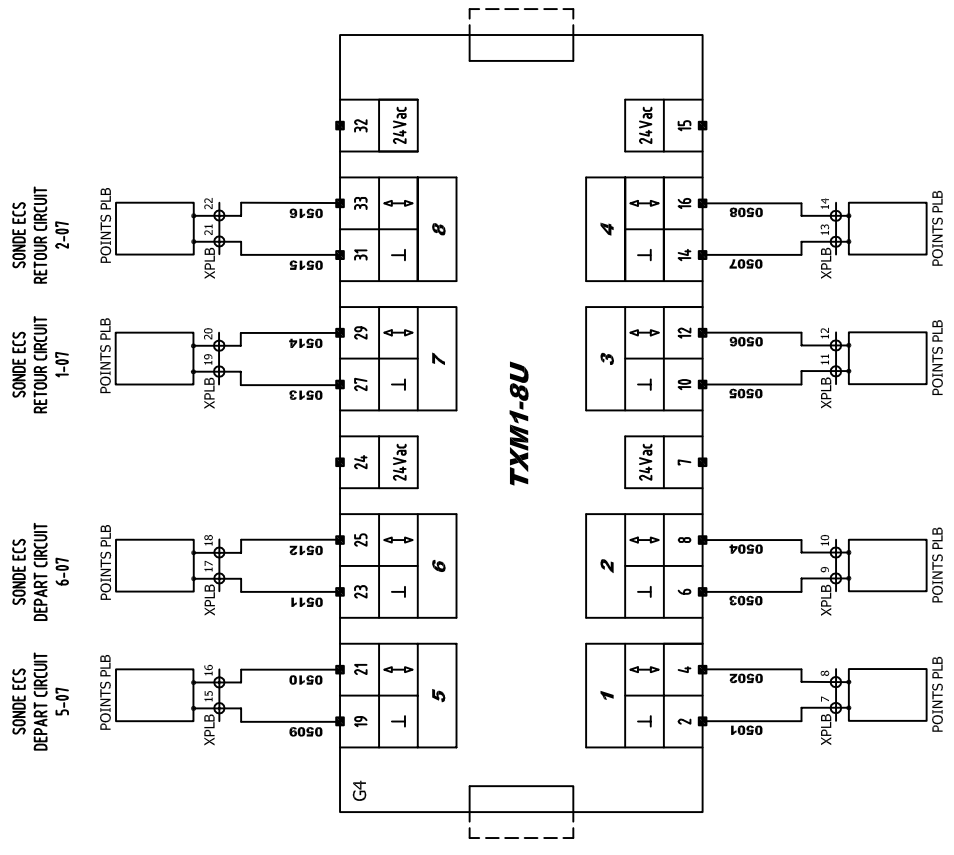 SONDE ECS
RETOUR CIRCUIT
2-07
POINTS PLB
XPLB
21
22
0515
0516
31
33
8
32
24Vac
SONDE ECS
RETOUR CIRCUIT
1-07
POINTS PLB
XPLB
19
20
0513
0514
27
29
7
24
24Vac
SONDE ECS
DEPART CIRCUIT
6-07
POINTS PLB
XPLB
17
18
0511
0512
23
25
6
SONDE ECS
DEPART CIRCUIT
5-07
POINTS PLB
XPLB
15
16
0509
0510
19
21
5
G4
TXM1-8U
24Vac
15
4
14
16
0507
0508
XPLB
13
14
POINTS PLB
3
10
12
0505
0506
XPLB
11
12
POINTS PLB
24Vac
7
2
6
8
0503
0504
XPLB
9
10
POINTS PLB
1
2
4
0501
0502
XPLB
7
8
POINTS PLB